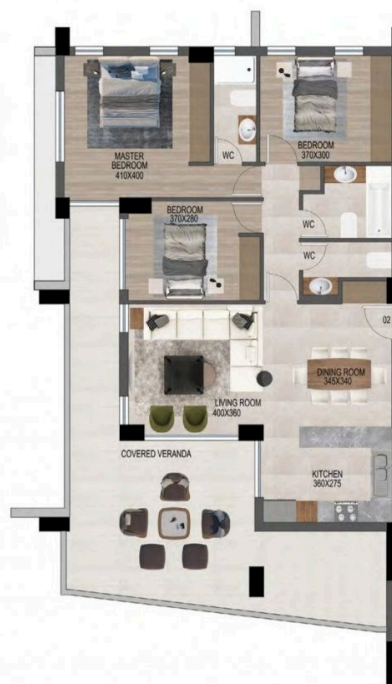 WC
BEDROOM
370X300
MASTER
BEDROOM
410X400
BEDROOM
370X280
WC
WC
02
DINING ROOM
345X340
LIVING ROOM
400X360
COVERED VERANDA
KITCHEN
360X275